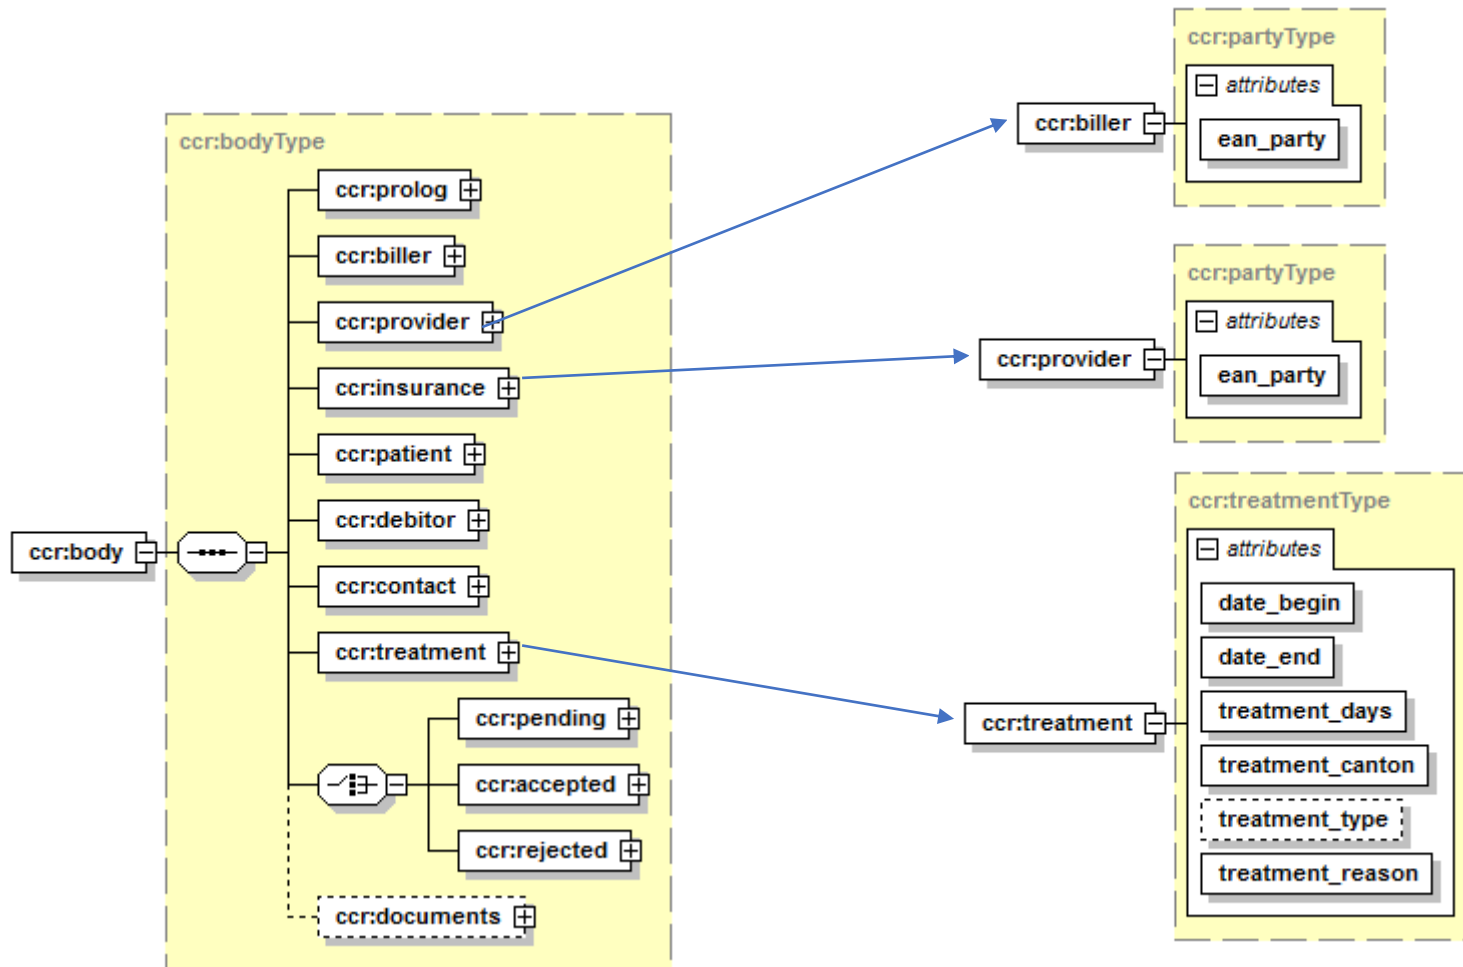 ccr:bodyType
ccr:body
ccr:prolog
ccr:biller
ccr:provider
ccr:insurance
ccr:patient
ccr:debitor
ccr:contact
ccr:treatment
ccr:pending
ccr:accepted
ccr:rejected
ccr:documents
ccr:partyType
attributes
ccr:biller
ean_party
ccr:partyType
attributes
ccr:provider
ean_party
ccr:treatmentType
attributes
ccr:treatment
date_begin
date_end
treatment_days
treatment_canton
treatment_type
treatment_reason